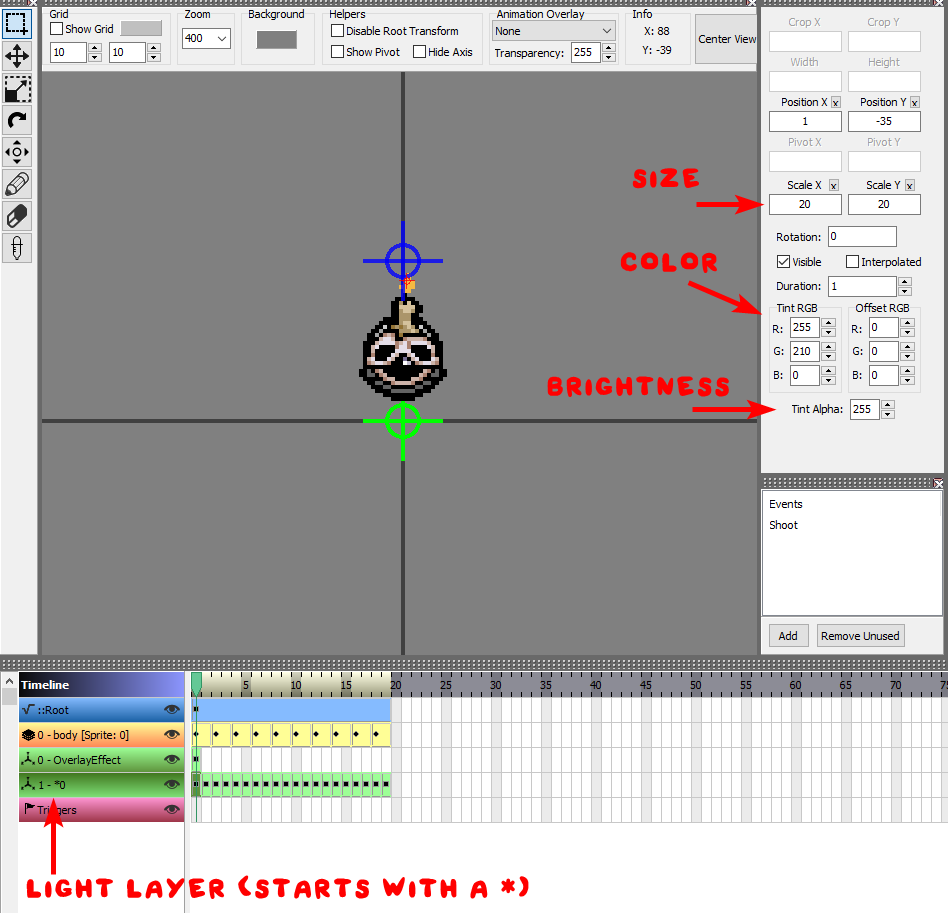 Grid
Show Grid
10 10
Zoom
400
Background
Helpers
Disable Root Transform
Show Pivot Hide Axis
Animation Overlay
None
Transparency: 255
Info
X: 88
Y: -39
Center View
Crop X Crop Y
Width Height
Position X x Position Y x
1 -35
Pivot X Pivot Y
SIZE
Scale X x Scale Y x
20 20
Rotation: 0
COLOR
Visible Interpolated
Duration: 1
Tint RGB Offset RGB
R: 255 R: 0
G: 210 G: 0
B: 0 B: 0
BRIGHTNESS
Tint Alpha: 255
Events
Shoot
Add Remove Unused
Timeline
5 10 15 20 25 30 35 40 45 50 55 60 65 70 75
::Root
0 - body [Sprite: 0]
0 - OverlayEffect
1 - *0
Triggers
LIGHT LAYER (STARTS WITH A *)